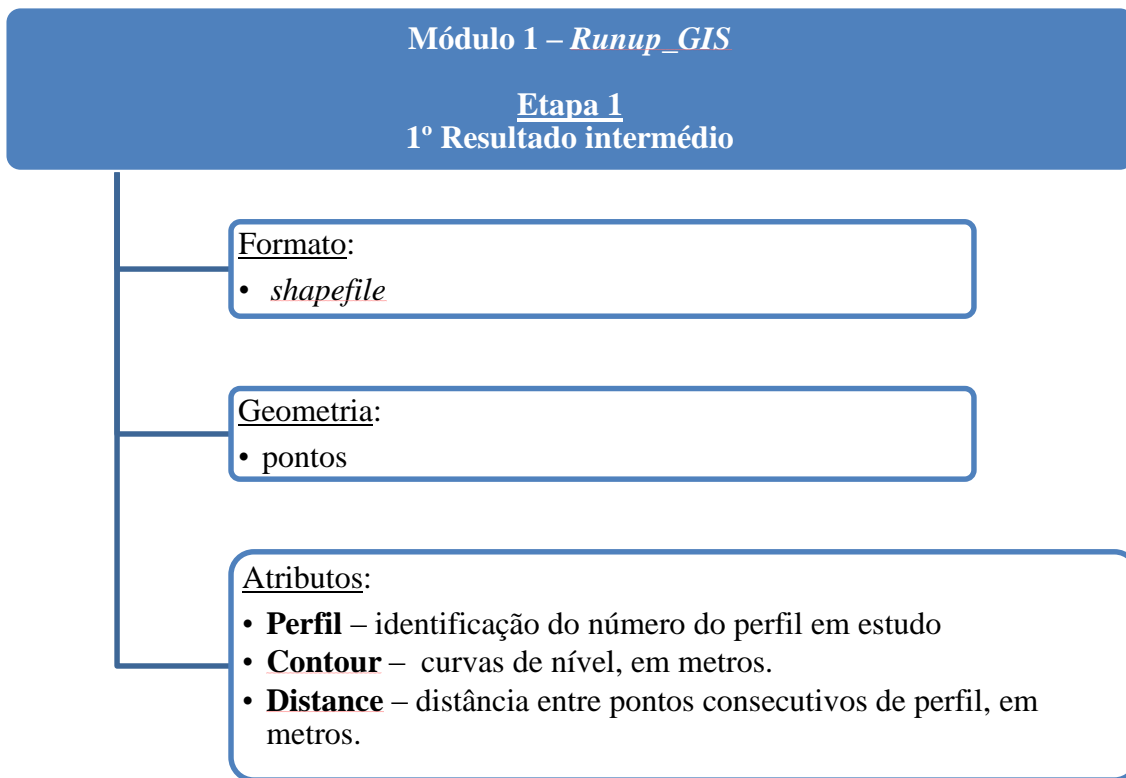 Módulo 1 – Runup_GIS
Etapa 1
1º Resultado intermédio
Formato:
• shapefile
Geometria:
• pontos
Atributos:
• Perfil – identificação do número do perfil em estudo
• Contour – curvas de nível, em metros.
• Distance – distância entre pontos consecutivos de perfil, em
metros.